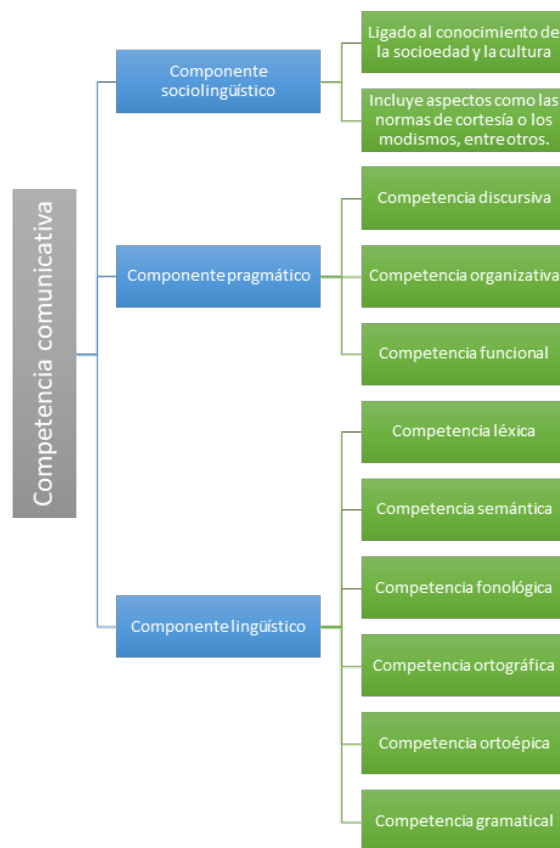 Competencia comunicativa
Componente
sociolingüístico
Ligado al conocimiento de
la socioedad y la cultura
Incluye aspectos como las
normas de cortesía o los
modismos, entre otros.
Componente pragmático
Competencia discursiva
Competencia organizativa
Competencia funcional
Componente lingüístico
Competencia léxica
Competencia semántica
Competencia fonológica
Competencia ortográfica
Competencia ortoépica
Competencia gramatical